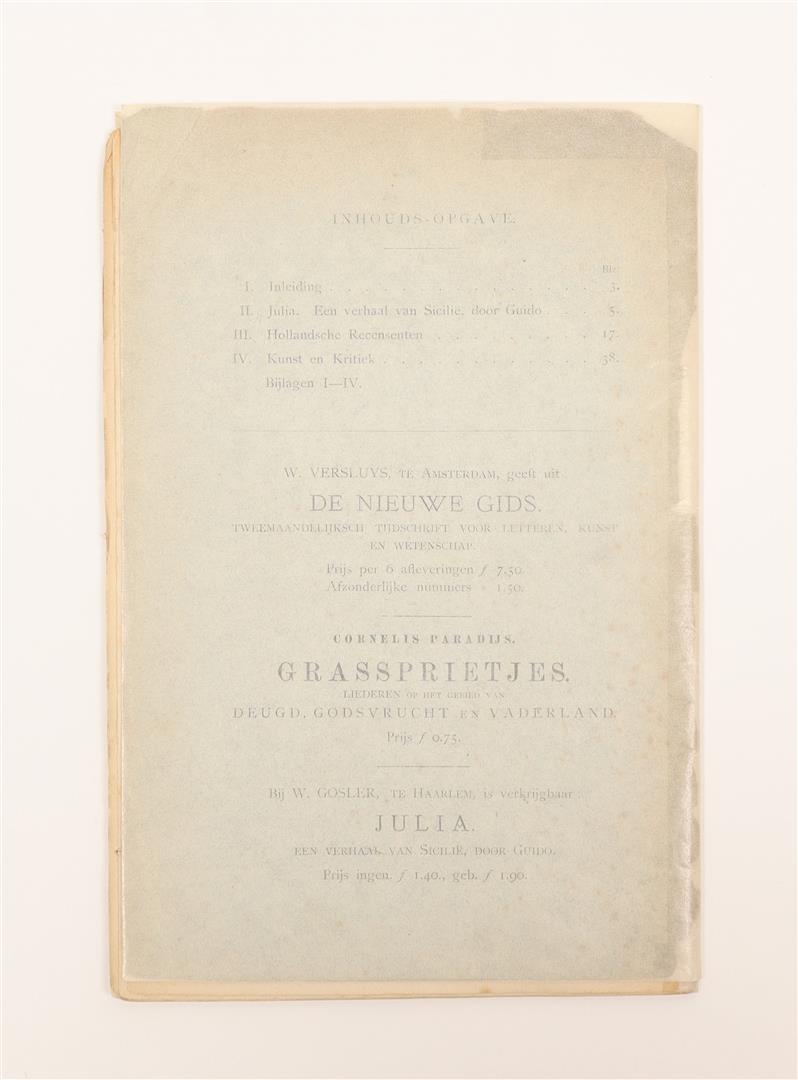 INHOUDS-OPGAVE.
Blz.
I. Inleiding . . . . . . . . . . . . . . . 3.
II. Julia. Een verhaal van Sicilië, door Guido . . . 5.
III. Hollandsche Recensenten . . . . . . . . . 17.
IV. Kunst en Kritiek . . . . . . . . . . . . 38.
Bijlagen I—IV.
W. VERSLUYS, TE AMSTERDAM, geeft uit
DE NIEUWE GIDS.
TWEEMAANDELIJKSCH TIJDSCHRIFT VOOR LETTEREN, KUNST
EN WETENSCHAP.
Prijs per 6 afleveringen ƒ 7.50.
Afzonderlijke nummers » 1.50.
CORNELIS PARADIJS.
GRASSPRIETJES.
LIEDEREN OP HET GEBIED VAN
DEUGD, GODSVRUCHT EN VADERLAND.
Prijs ƒ 0.75.
Bij W. GOSLER, TE HAARLEM, is verkrijgbaar:
JULIA.
EEN VERHAAL VAN SICILIË, DOOR GUIDO.
Prijs ingen. ƒ 1.40., geb. ƒ 1.90.